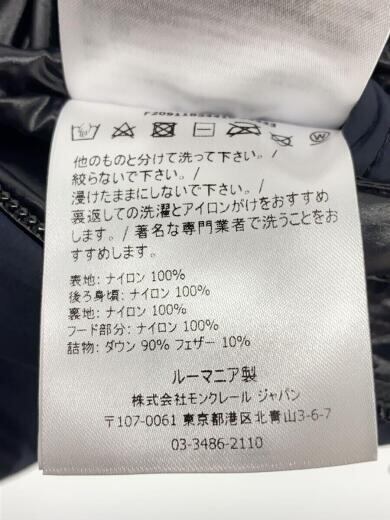 他のものと分けて洗って下さい。/
絞らないで下さい。/
浸けたままにしないで下さい。/
裏返しての洗濯とアイロンがけをおすすめ
します。/ 著名な専門業者で洗うことをお
すすめします。
表地: ナイロン 100%
後ろ身頃: ナイロン 100%
裏地: ナイロン 100%
フード部分: ナイロン 100%
詰物: ダウン 90% フェザー 10%
ルーマニア製
株式会社モンクレール ジャパン
〒107-0061 東京都港区北青山3-6-7
03-3486-2110